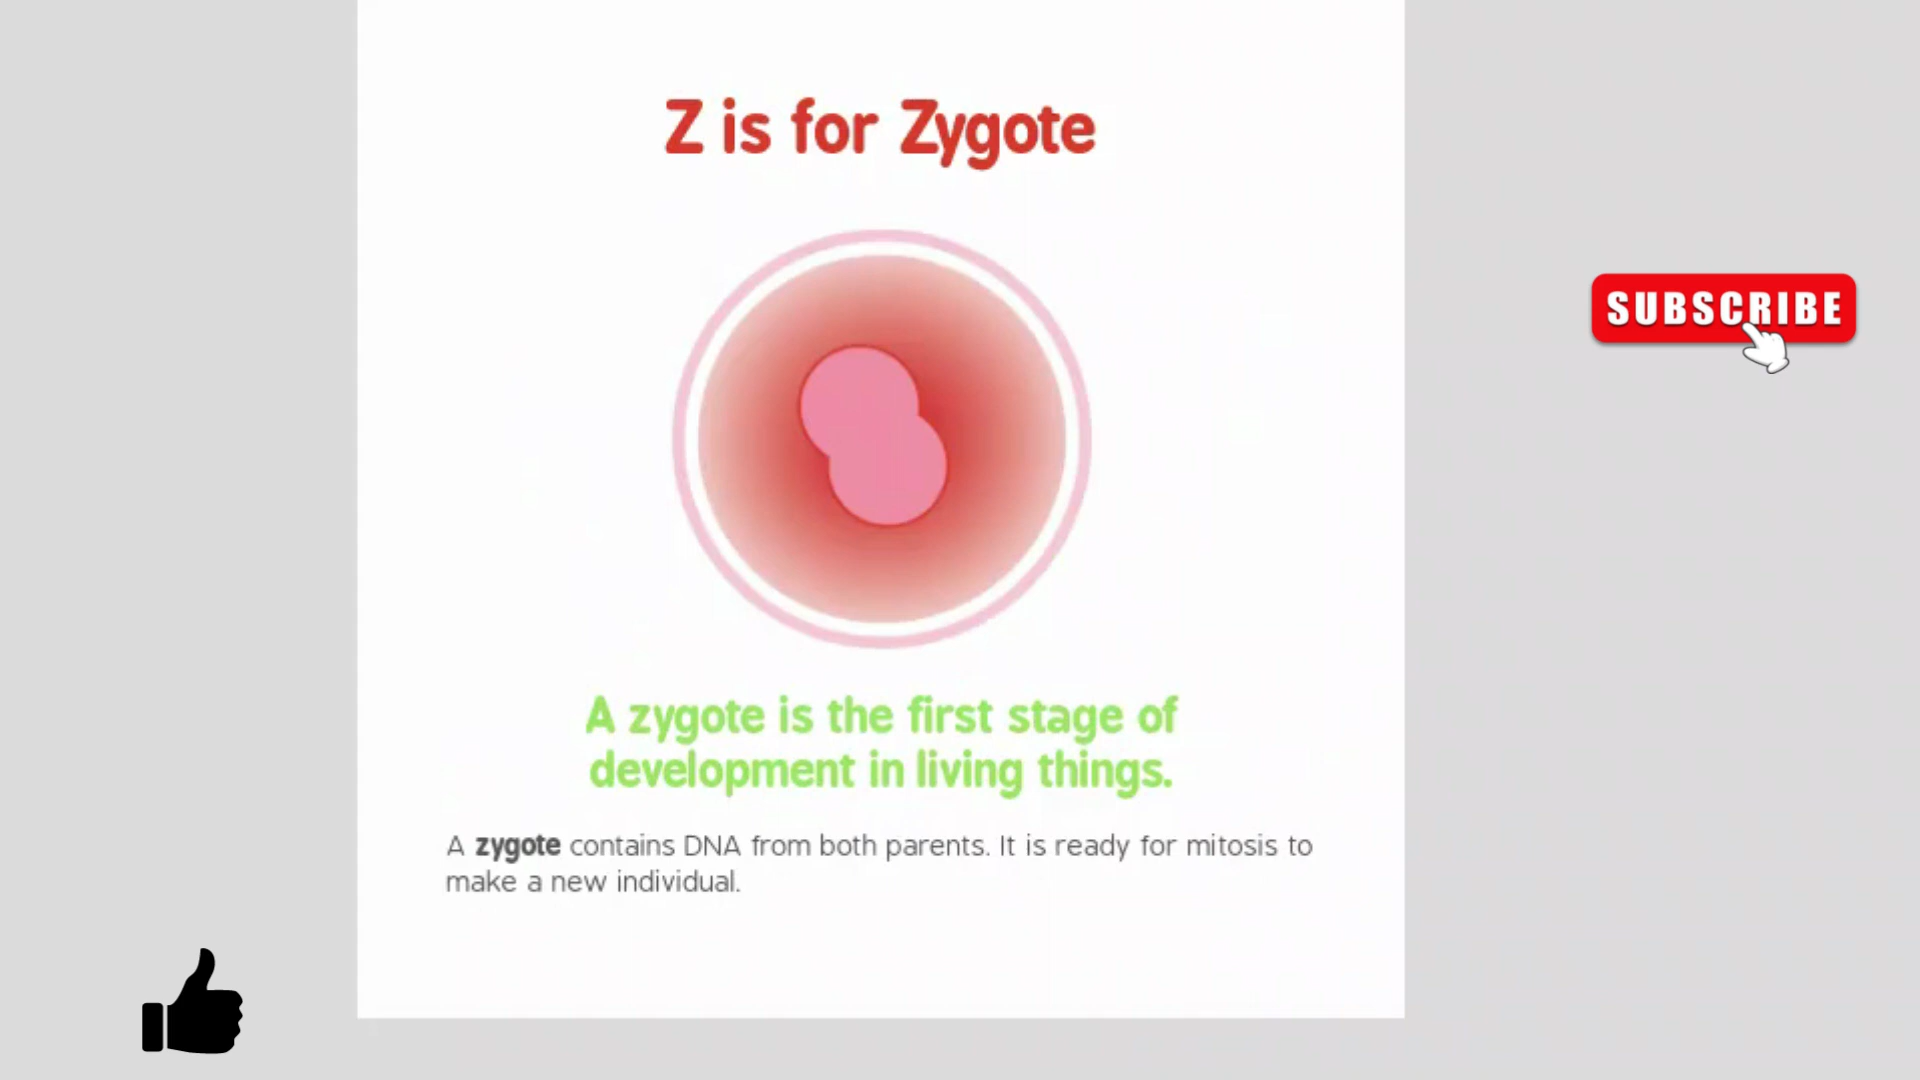 Z is for Zygote
SUBSCRIBE
A zygote is the first stage of
development in living things.
A zygote contains DNA from both parents. It is ready for mitosis to
make a new individual.